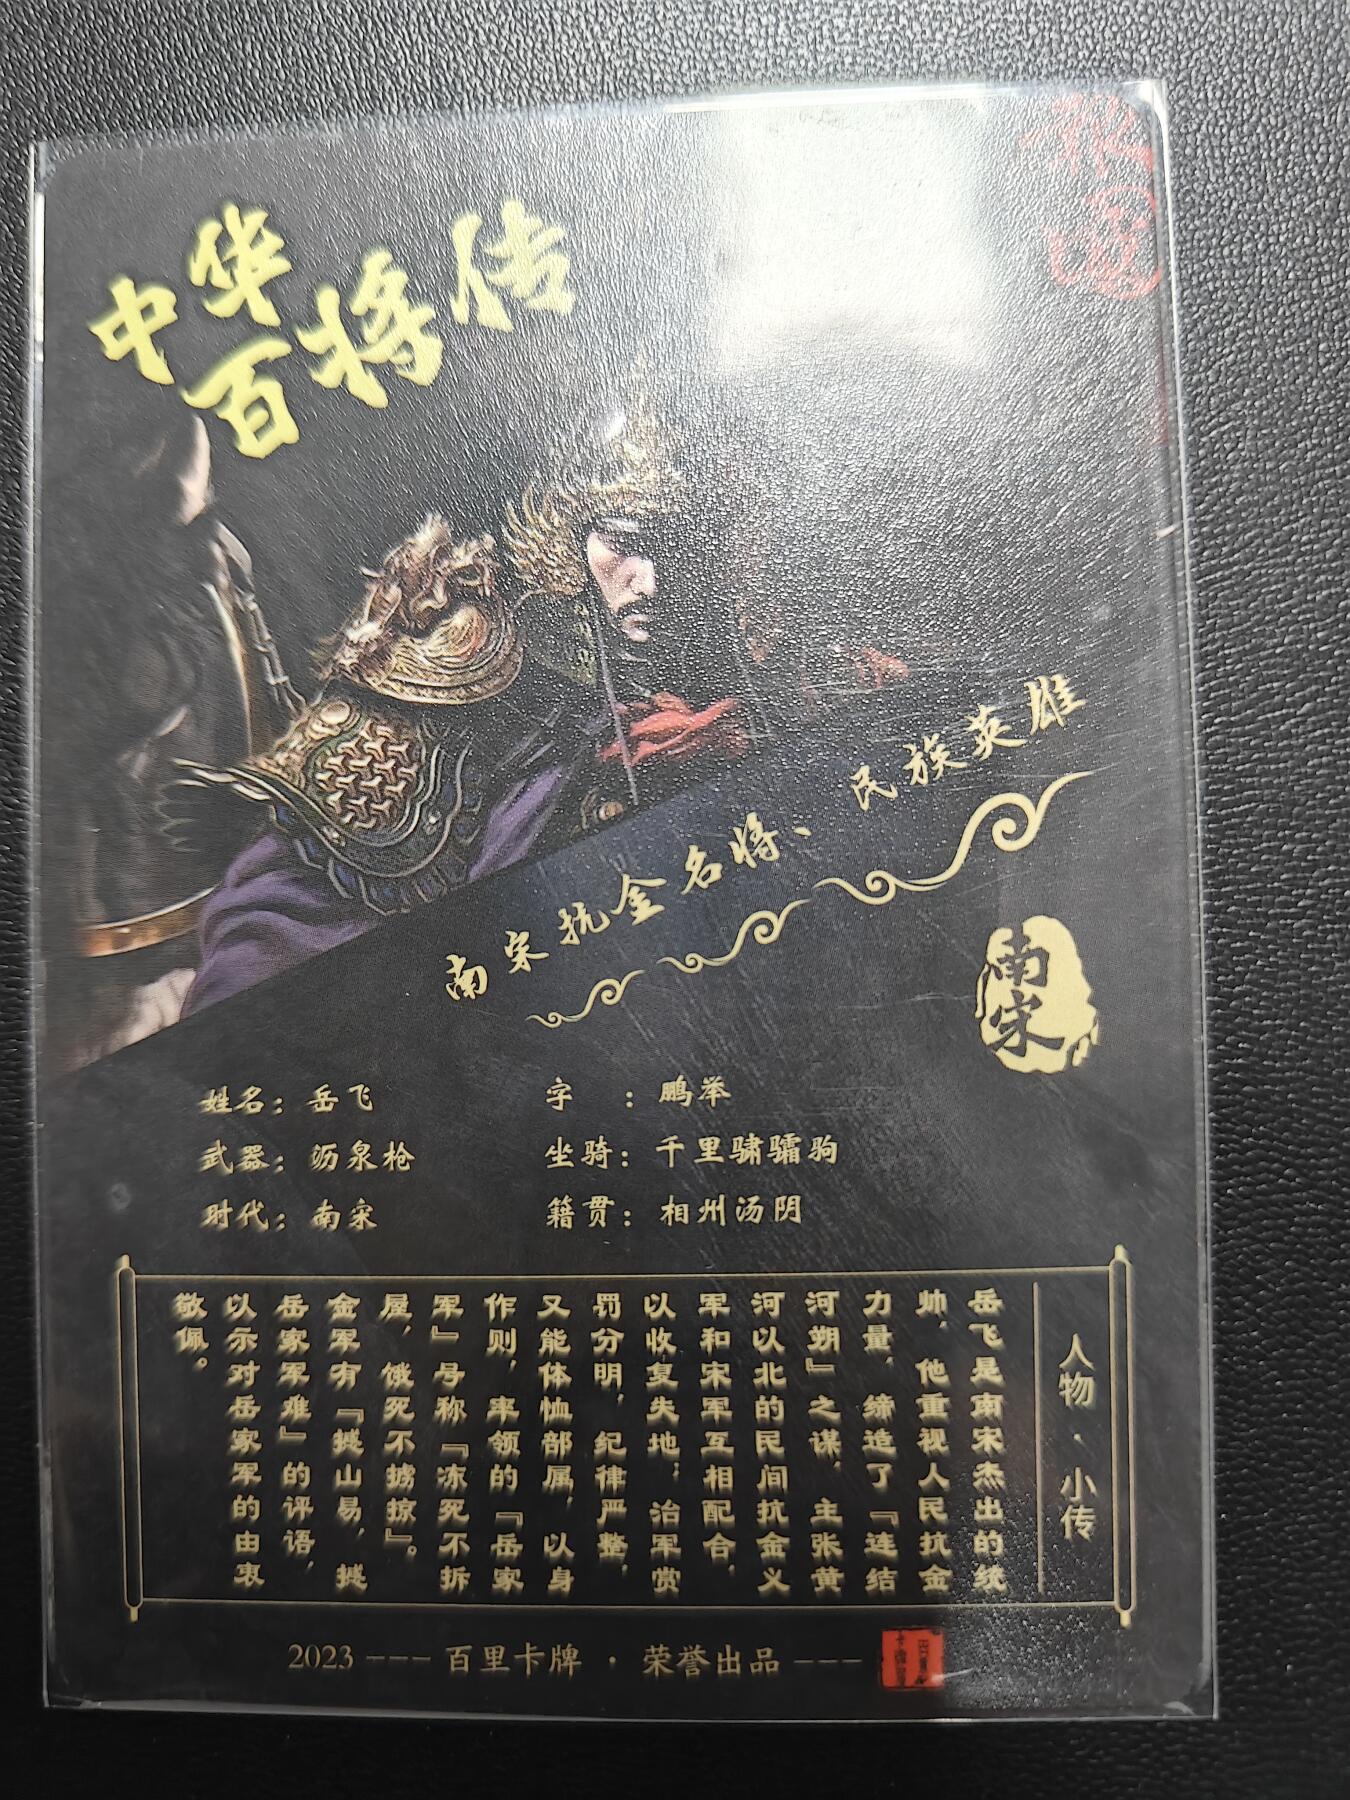 中华
百将传
南宋抗金名将、民族英雄
南宋
姓名：岳飞
字　：鹏举
武器：沥泉枪
坐骑：千里骕驦驹
时代：南宋
籍贯：相州汤阴
人物·小传
岳飞是南宋杰出的统
帅，他重视人民抗金
力量，缔造了『连结
河朔』之谋，主张黄
河以北的民间抗金义
军和宋军互相配合，
以收复失地；治军赏
罚分明，纪律严整，
又能体恤部属，以身
作则，率领的『岳家
军』号称『冻死不拆
屋，饿死不掳掠』。
金军有『撼山易，撼
岳家军难』的评语，
以示对岳家军的由衷
敬佩。
2023 --- 百里卡牌 · 荣誉出品 ---